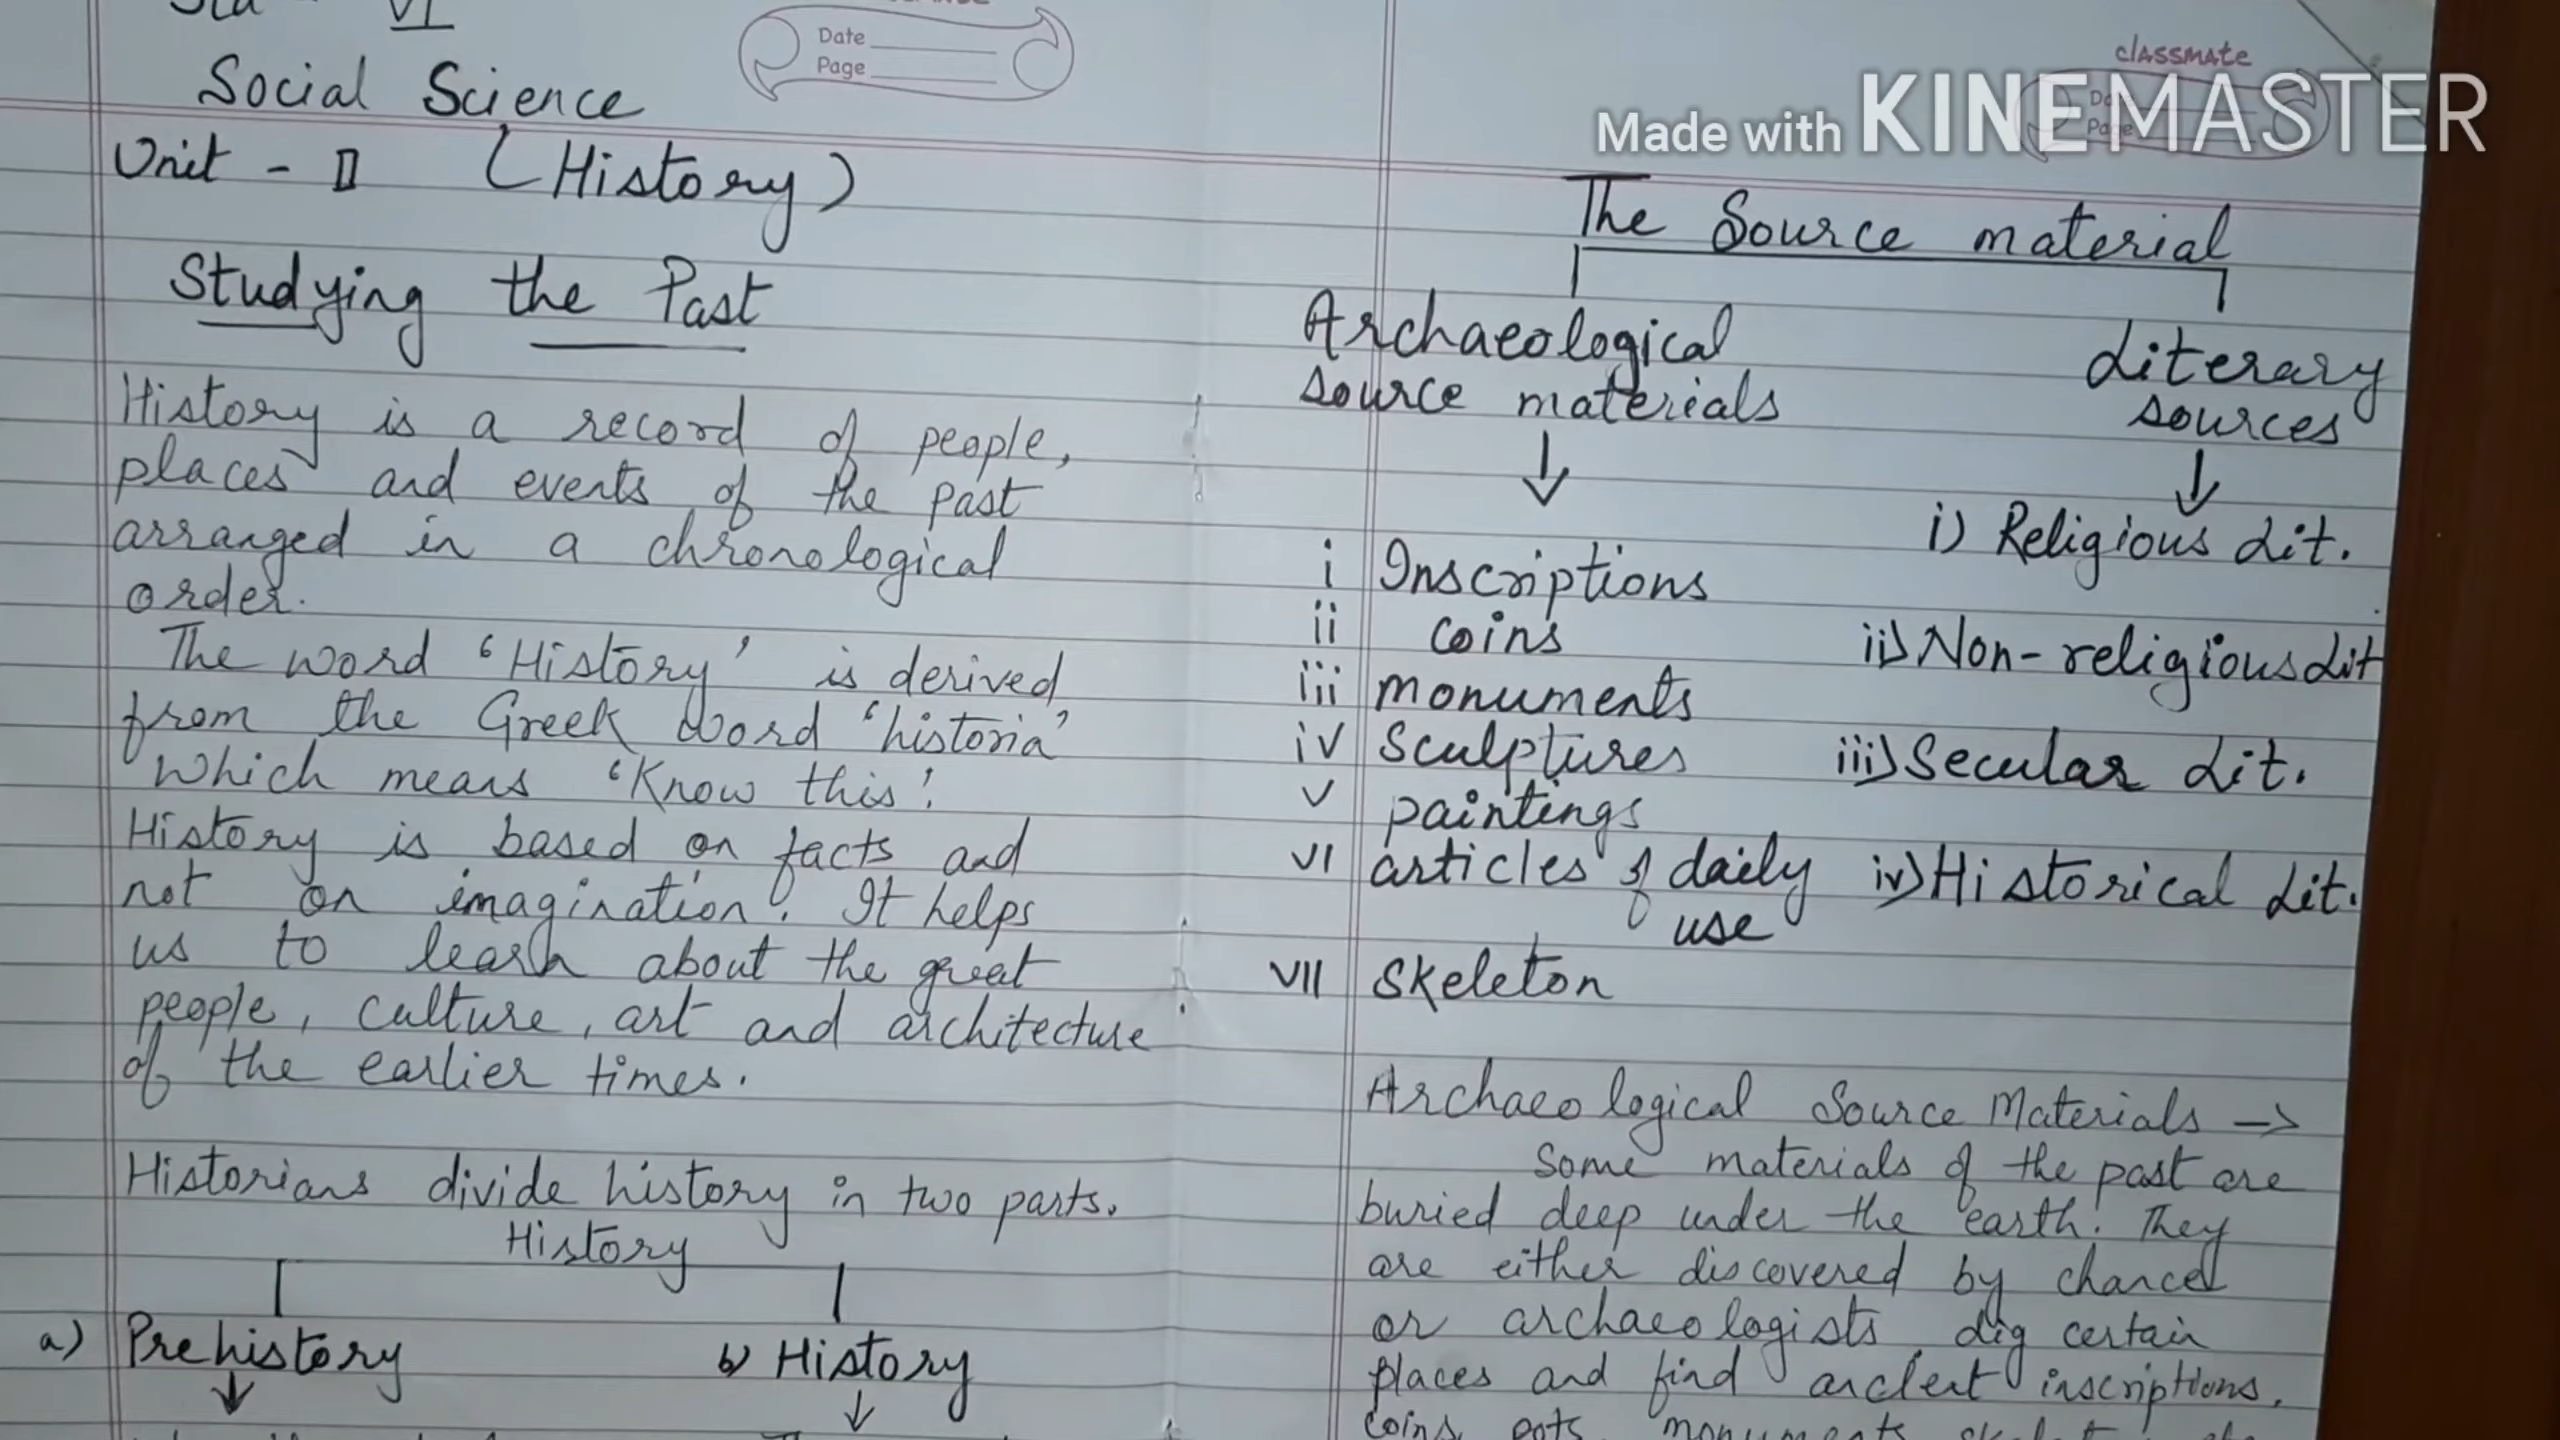 VI
Social Science
Unit - II (History)
Studying the Past
History is a record of people,
places and events of the past
arranged in a chronological
order.
The word 'History' is derived
from the Greek word 'historia'
which means 'Know this'.
History is based on facts and
not on imagination. It helps
us to learn about the great
people, culture, art and architecture
of the earlier times.
Historians divide history in two parts.
History
a) Prehistory b) History
Date
Page
classmate
Made with KINEMASTER
The Source material
Archaeological
source materials
Literary
sources
i Inscriptions
ii coins
iii monuments
iv Sculptures
v paintings
VI articles of daily
use
VII Skeleton
i) Religious Lit.
ii) Non-religious Lit
iii) Secular Lit.
iv) Historical Lit.
Archaeological Source Materials ->
Some materials of the past are
buried deep under the earth. They
are either discovered by chance
or archaeologists dig certain
places and find ancient inscriptions,
coins, pots, monuments